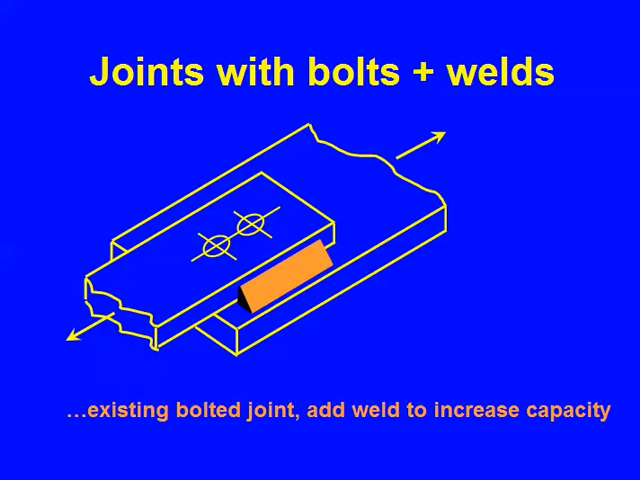 Joints with bolts + welds
…existing bolted joint, add weld to increase capacity